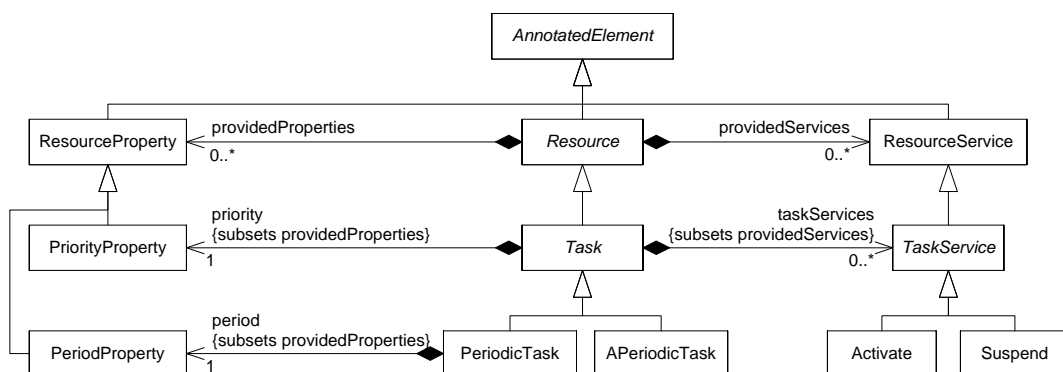 AnnotatedElement
ResourceProperty
providedProperties
0..*
Resource
providedServices
0..*
ResourceService
PriorityProperty
priority
{subsets providedProperties}
1
Task
taskServices
{subsets providedServices}
0..*
TaskService
PeriodProperty
period
{subsets providedProperties}
1
PeriodicTask
APeriodicTask
Activate
Suspend